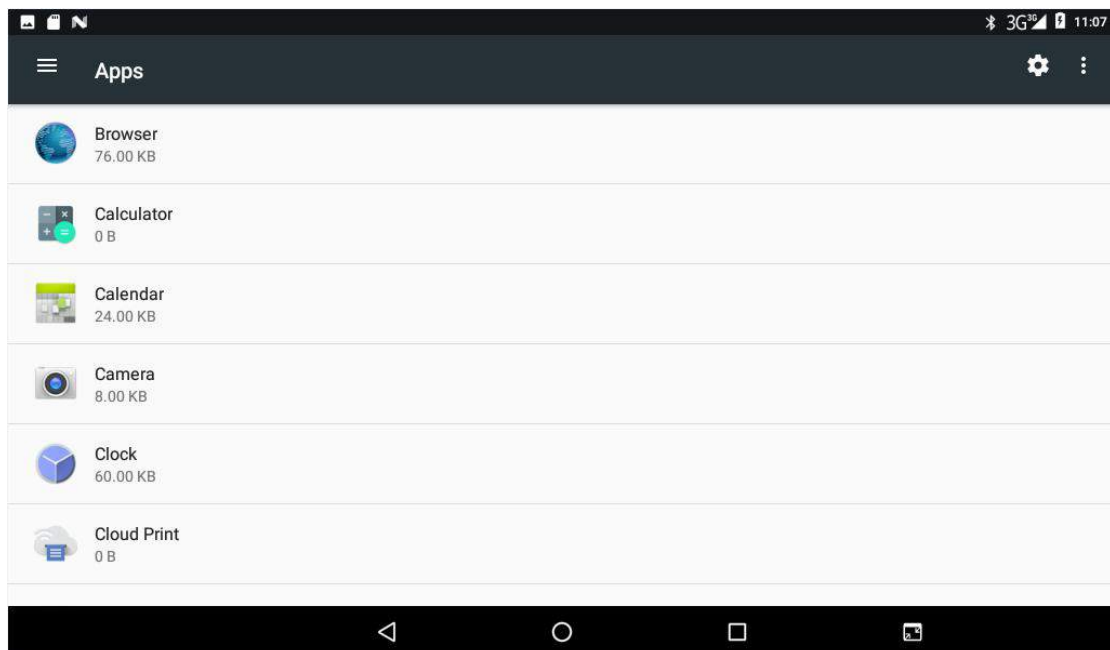 3G 3G 11:07
Apps
Browser
76.00 KB
Calculator
0 B
Calendar
24.00 KB
Camera
8.00 KB
Clock
60.00 KB
Cloud Print
0 B